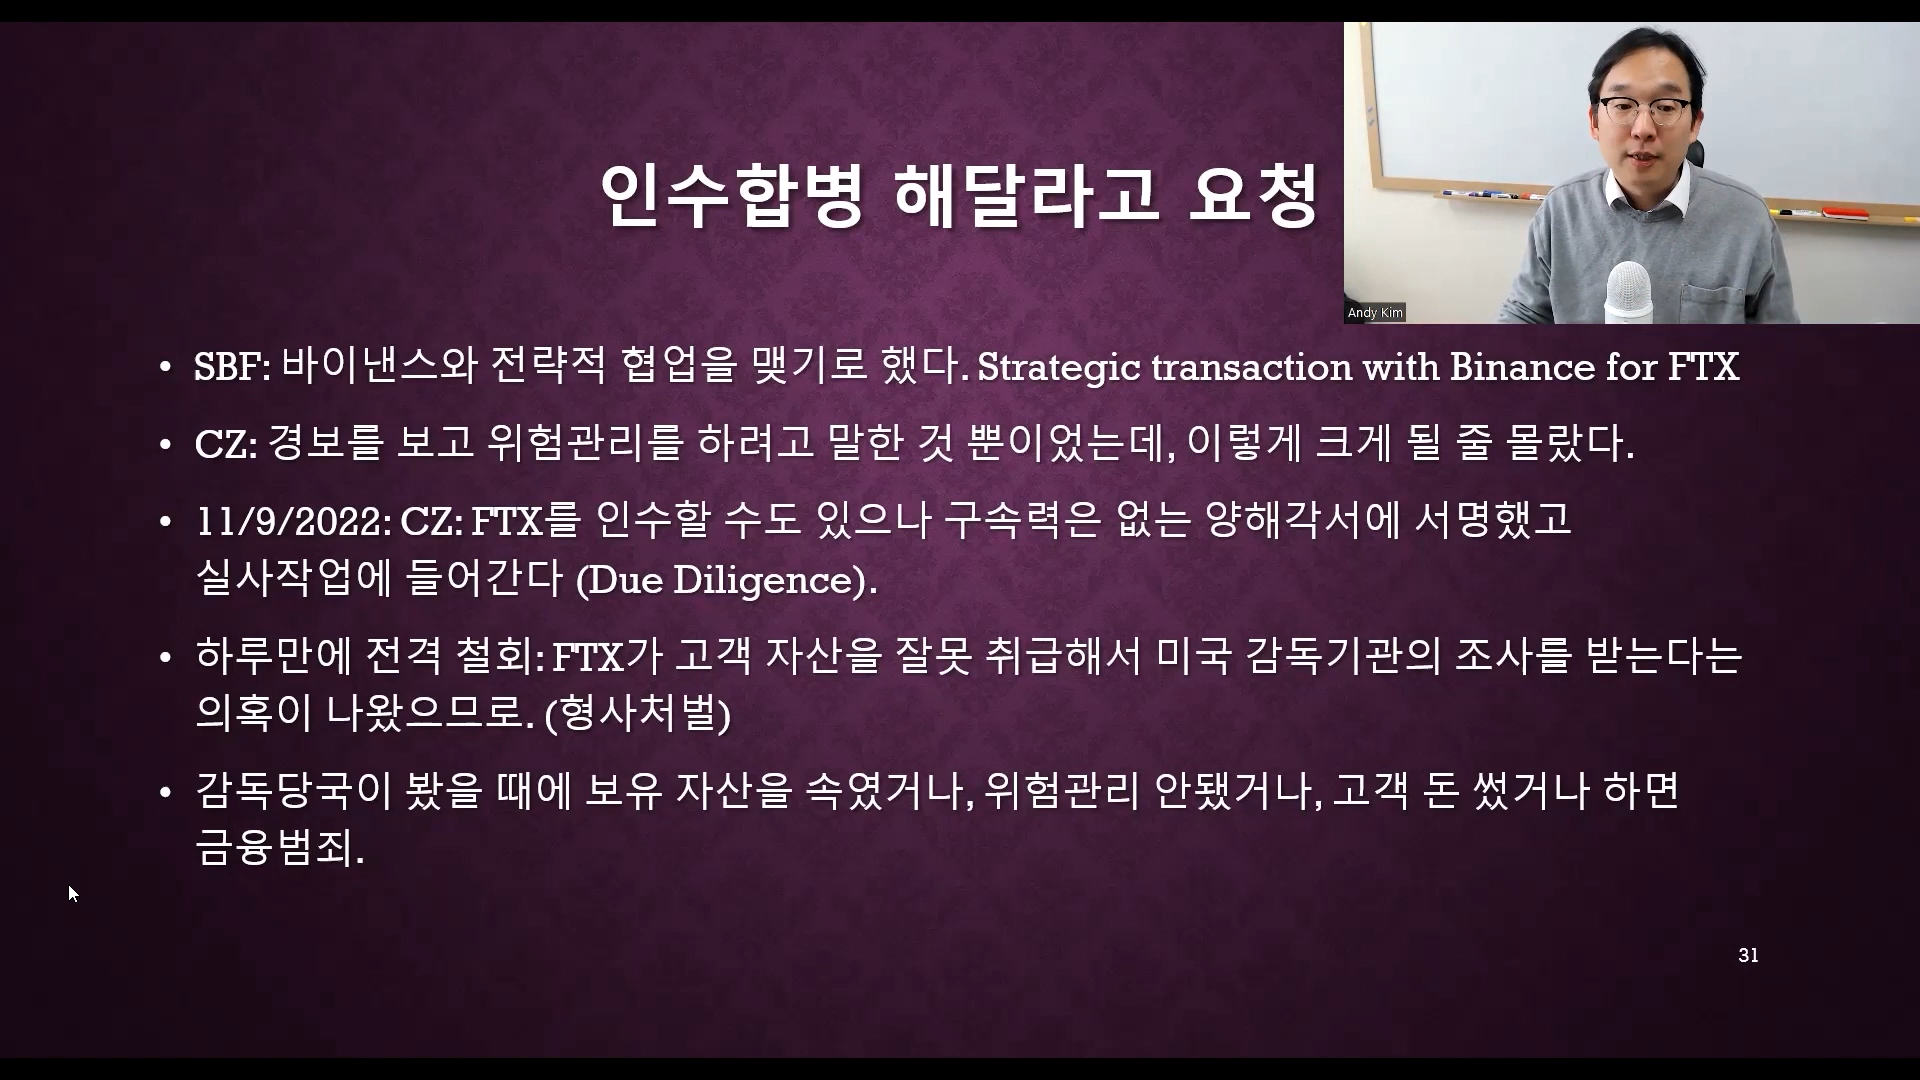 인수합병 해달라고 요청
Andy Kim
• SBF: 바이낸스와 전략적 협업을 맺기로 했다. Strategic transaction with Binance for FTX
• CZ: 경보를 보고 위험관리를 하려고 말한 것 뿐이었는데, 이렇게 크게 될 줄 몰랐다.
• 11/9/2022: CZ: FTX를 인수할 수도 있으나 구속력은 없는 양해각서에 서명했고
실사작업에 들어간다 (Due Diligence).
• 하루만에 전격 철회: FTX가 고객 자산을 잘못 취급해서 미국 감독기관의 조사를 받는다는
의혹이 나왔으므로. (형사처벌)
• 감독당국이 봤을 때에 보유 자산을 속였거나, 위험관리 안됐거나, 고객 돈 썼거나 하면
금융범죄.
31